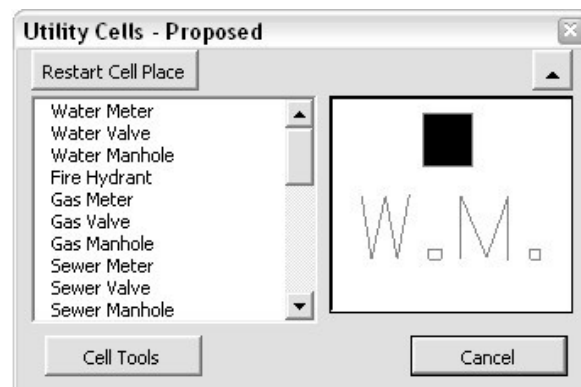 Utility Cells - Proposed
Restart Cell Place
Water Meter
Water Valve
Water Manhole
Fire Hydrant
Gas Meter
Gas Valve
Gas Manhole
Sewer Meter
Sewer Valve
Sewer Manhole
W.M.
Cell Tools
Cancel